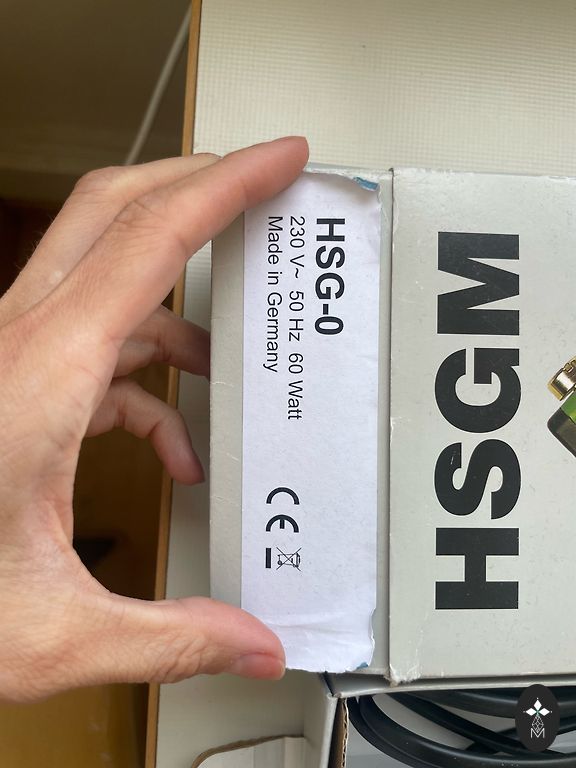 HSG-0
230 V~ 50 Hz 60 Watt
Made in Germany
CE
HSGM
M